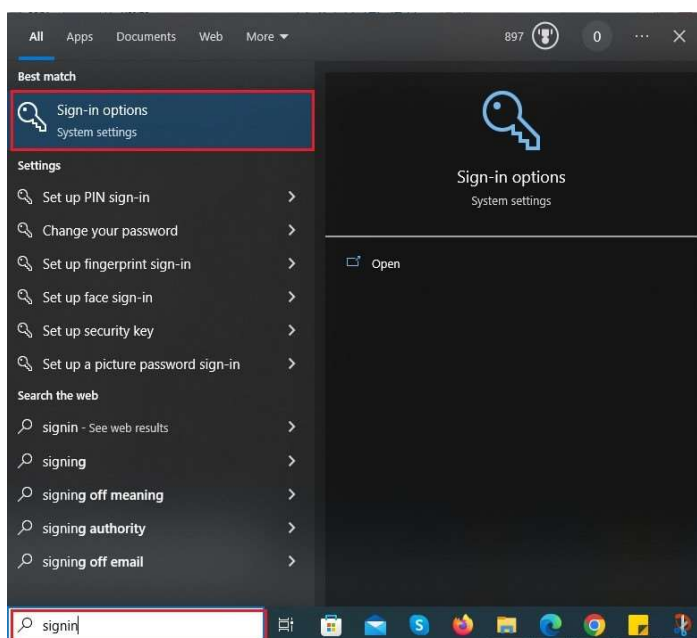 All Apps Documents Web More 897 0 ...
Best match
Sign-in options
System settings
Settings
Set up PIN sign-in
Change your password
Set up fingerprint sign-in
Set up face sign-in
Set up security key
Set up a picture password sign-in
Search the web
signin - See web results
signing
signing off meaning
signing authority
signing off email
Sign-in options
System settings
Open
signin
S